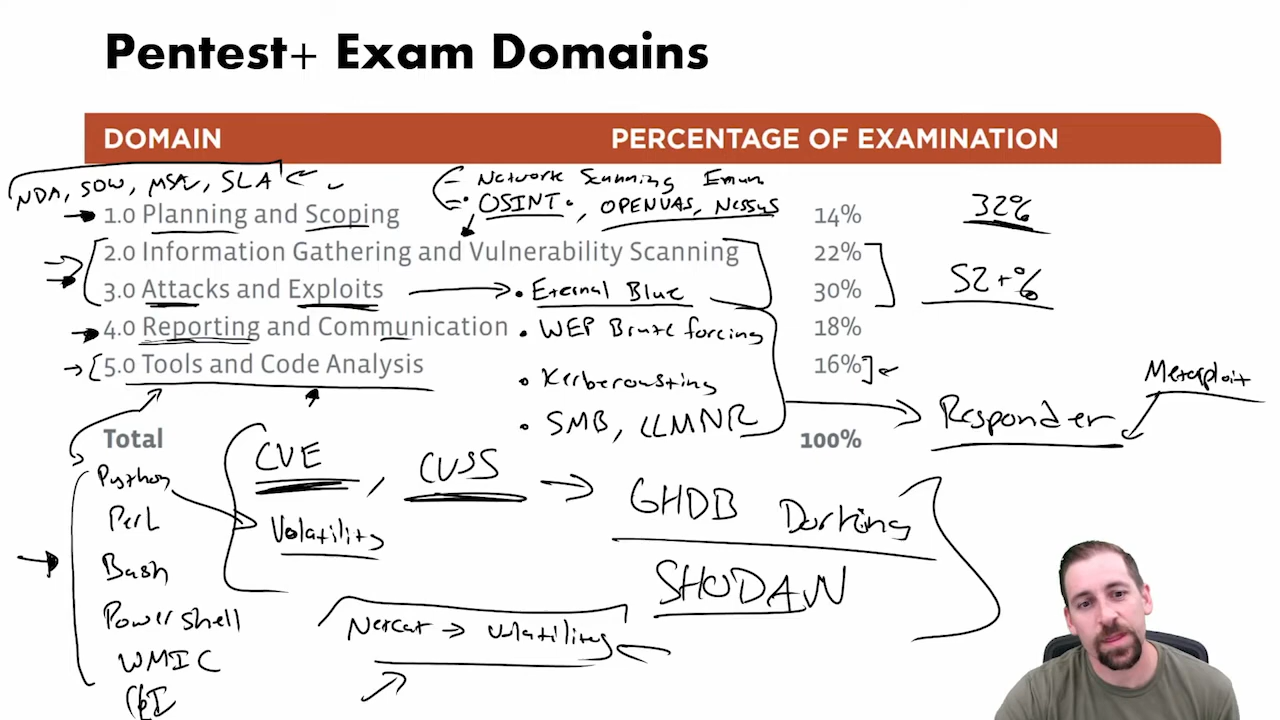 Pentest+ Exam Domains
DOMAIN PERCENTAGE OF EXAMINATION
NDA, SOW, MSA, SLA
Network Scanning Enum
OSINT, OPENVAS, Nessus
1.0 Planning and Scoping 14% 32%
2.0 Information Gathering and Vulnerability Scanning 22%
3.0 Attacks and Exploits Eternal Blue 30% 52+%
4.0 Reporting and Communication WEP Brute forcing 18%
5.0 Tools and Code Analysis 16%
Kerberoasting
Metasploit
SMB, LLMNR Responder
Total 100%
CVE, CVSS
Python
GHDB Dorking
Perl Volatility
Bash
SHODAN
Powershell
Netcat → Volatility
WMIC